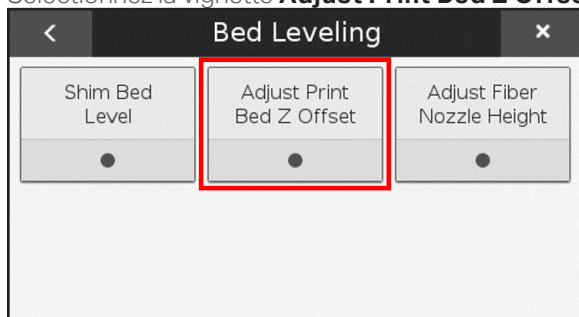 Sélectionnez la vignette Adjust Print Bed Z Offset
< Bed Leveling ×
Shim Bed
Level
Adjust Print
Bed Z Offset
Adjust Fiber
Nozzle Height